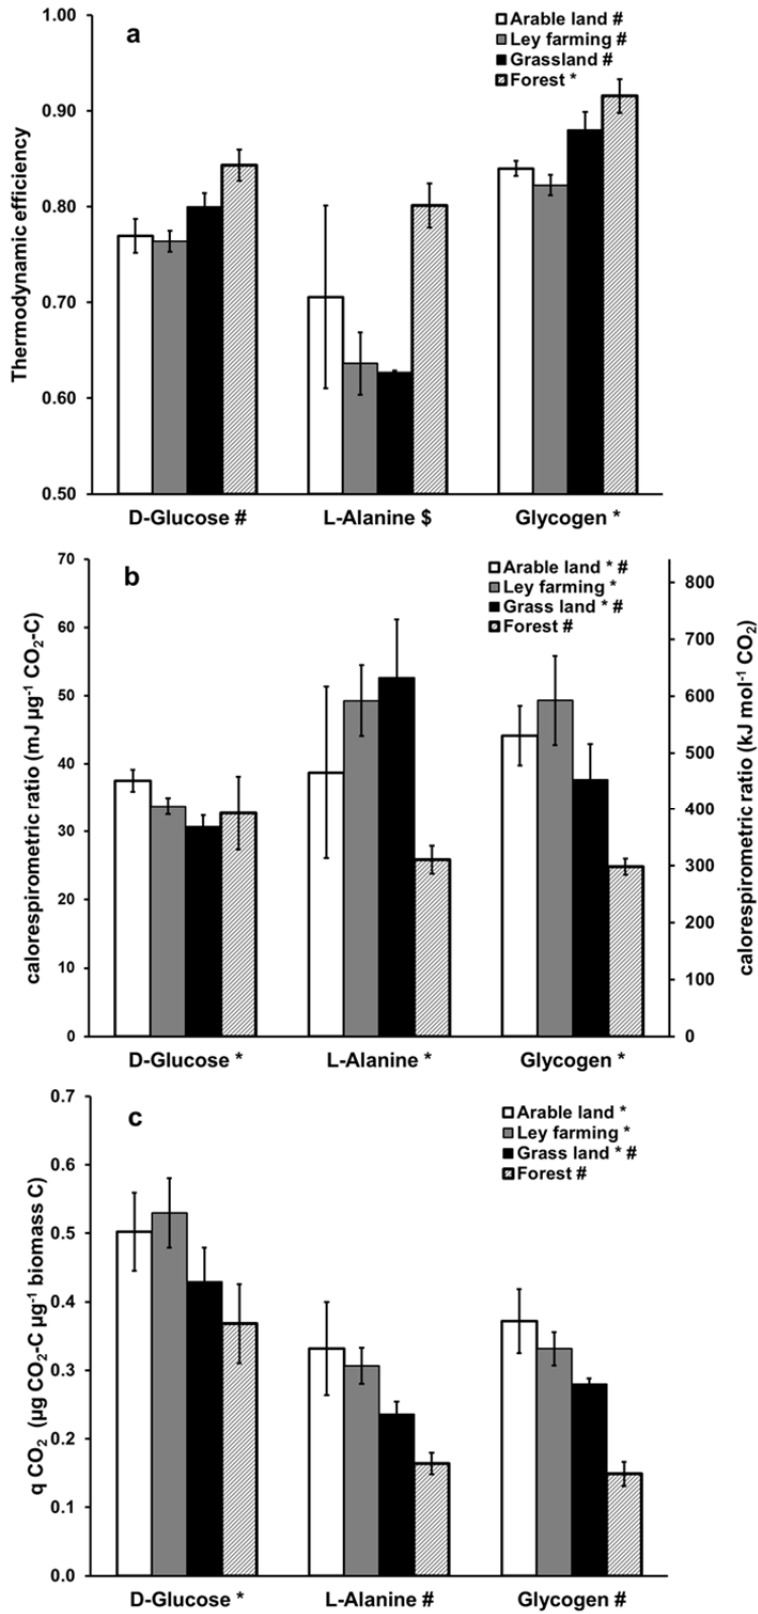 a
Arable land #
Ley farming #
Grassland #
Forest *
Thermodynamic efficiency
1.00
0.90
0.80
0.70
0.60
0.50
D-Glucose #
L-Alanine $
Glycogen *
b
Arable land * #
Ley farming *
Grass land * #
Forest #
calorespirometric ratio (mJ µg⁻¹ CO₂-C)
70
60
50
40
30
20
10
0
calorespirometric ratio (kJ mol⁻¹ CO₂)
800
700
600
500
400
300
200
100
0
D-Glucose *
L-Alanine *
Glycogen *
c
Arable land *
Ley farming *
Grass land * #
Forest #
q CO₂ (µg CO₂-C µg⁻¹ biomass C)
0.7
0.6
0.5
0.4
0.3
0.2
0.1
0.0
D-Glucose *
L-Alanine #
Glycogen #